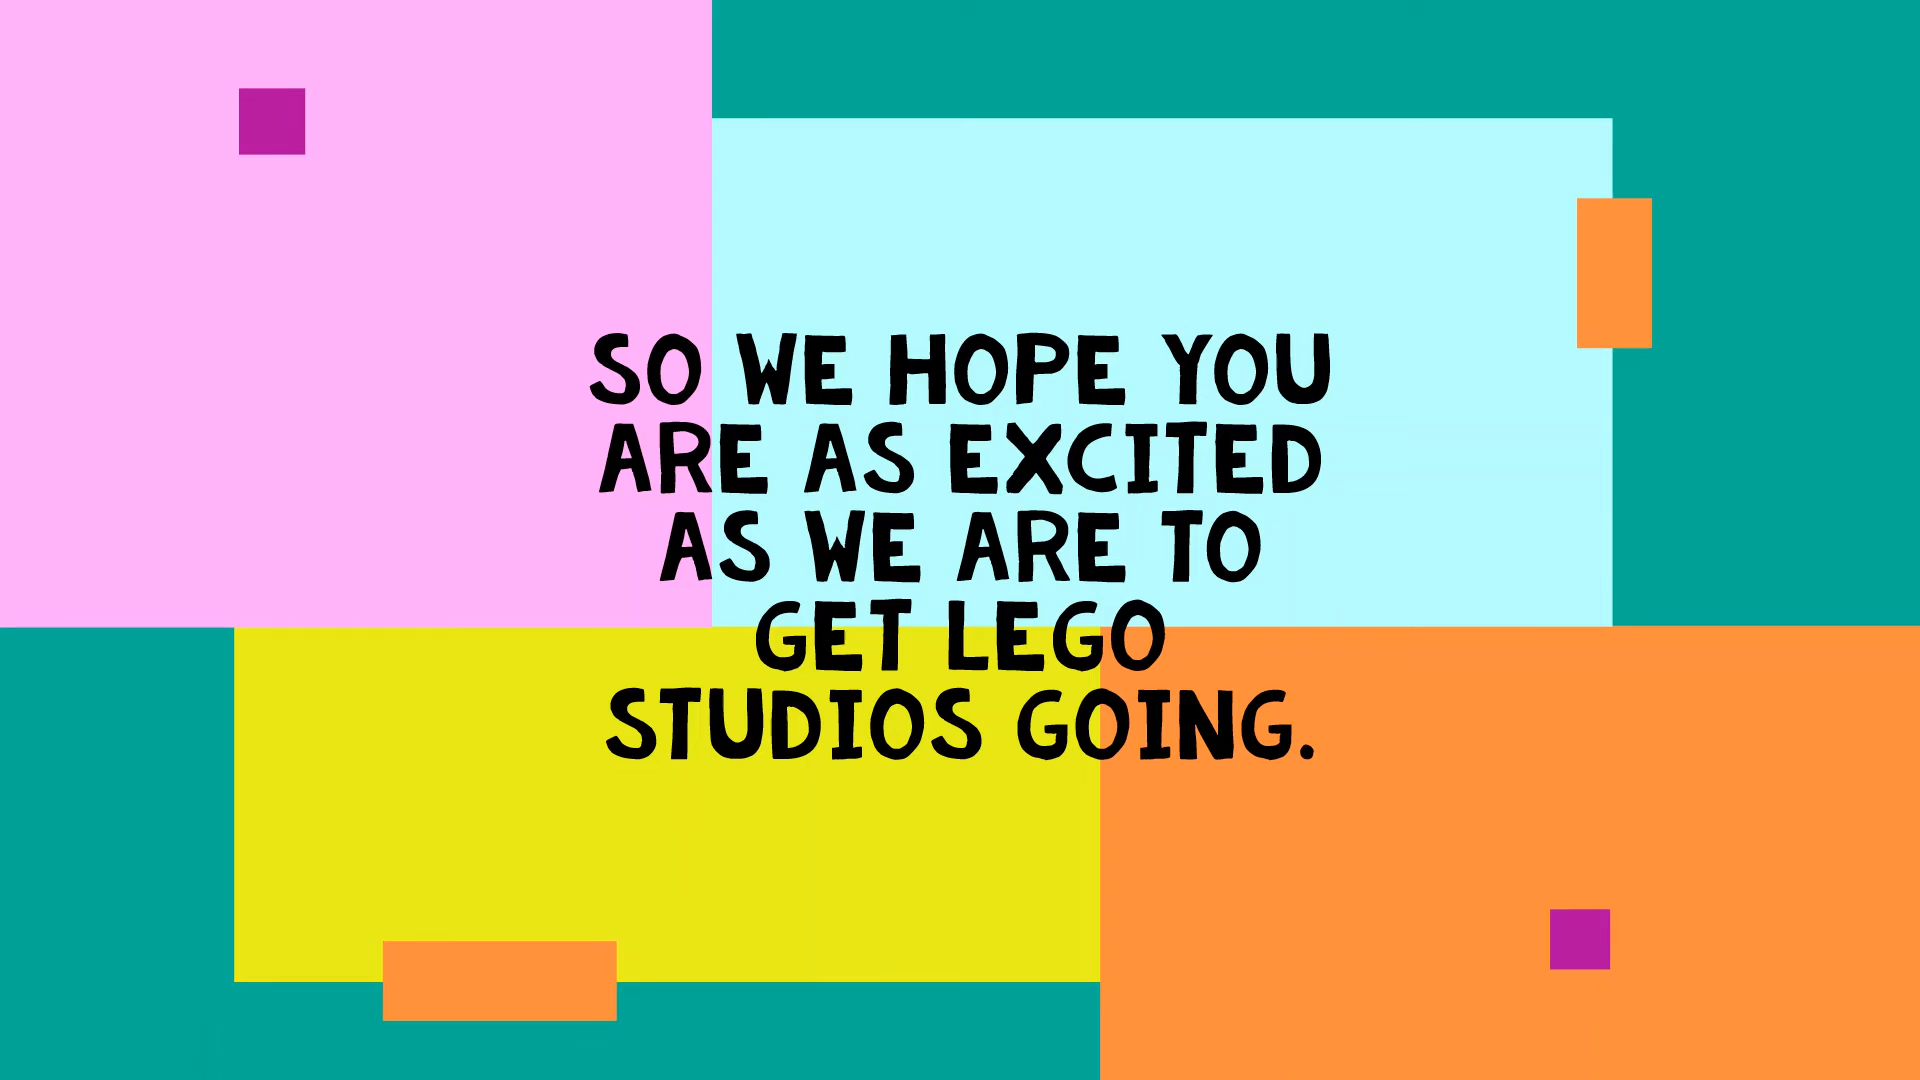 SO WE HOPE YOU
ARE AS EXCITED
AS WE ARE TO
GET LEGO
STUDIOS GOING.